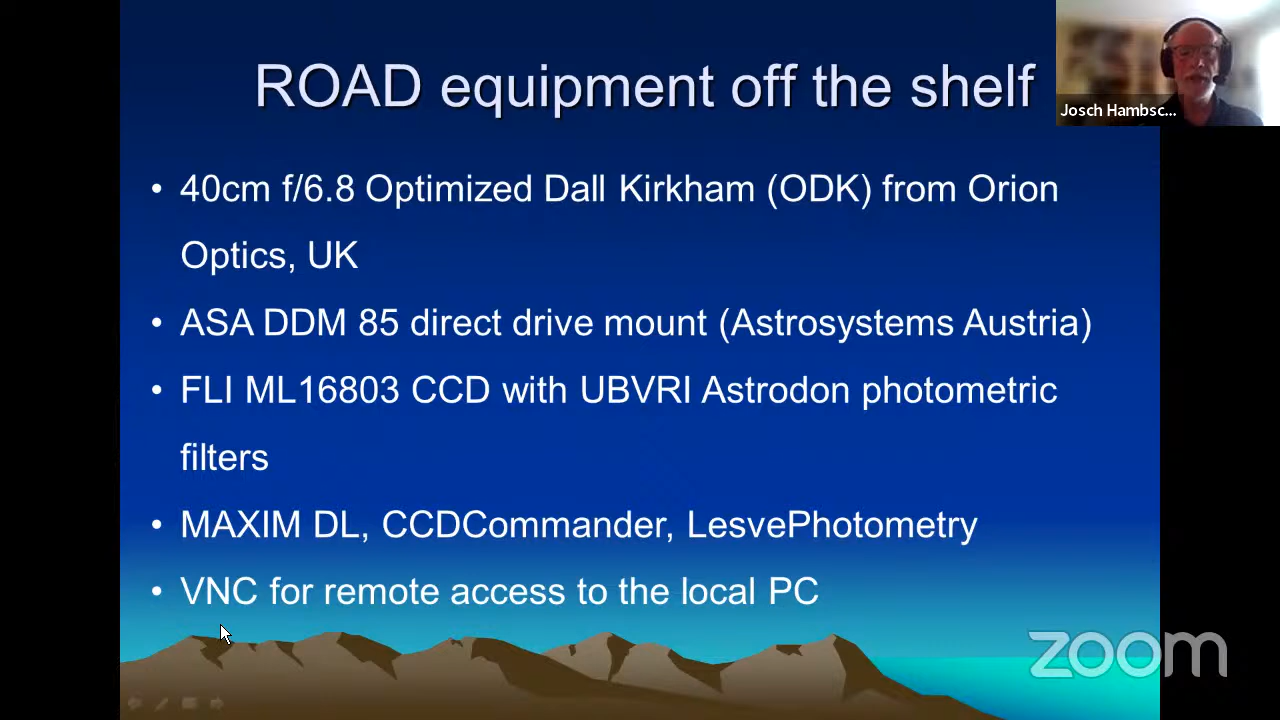 ROAD equipment off the shelf
Josch Hambsc...
• 40cm f/6.8 Optimized Dall Kirkham (ODK) from Orion
Optics, UK
• ASA DDM 85 direct drive mount (Astrosystems Austria)
• FLI ML16803 CCD with UBVRI Astrodon photometric
filters
• MAXIM DL, CCDCommander, LesvePhotometry
• VNC for remote access to the local PC
zoom